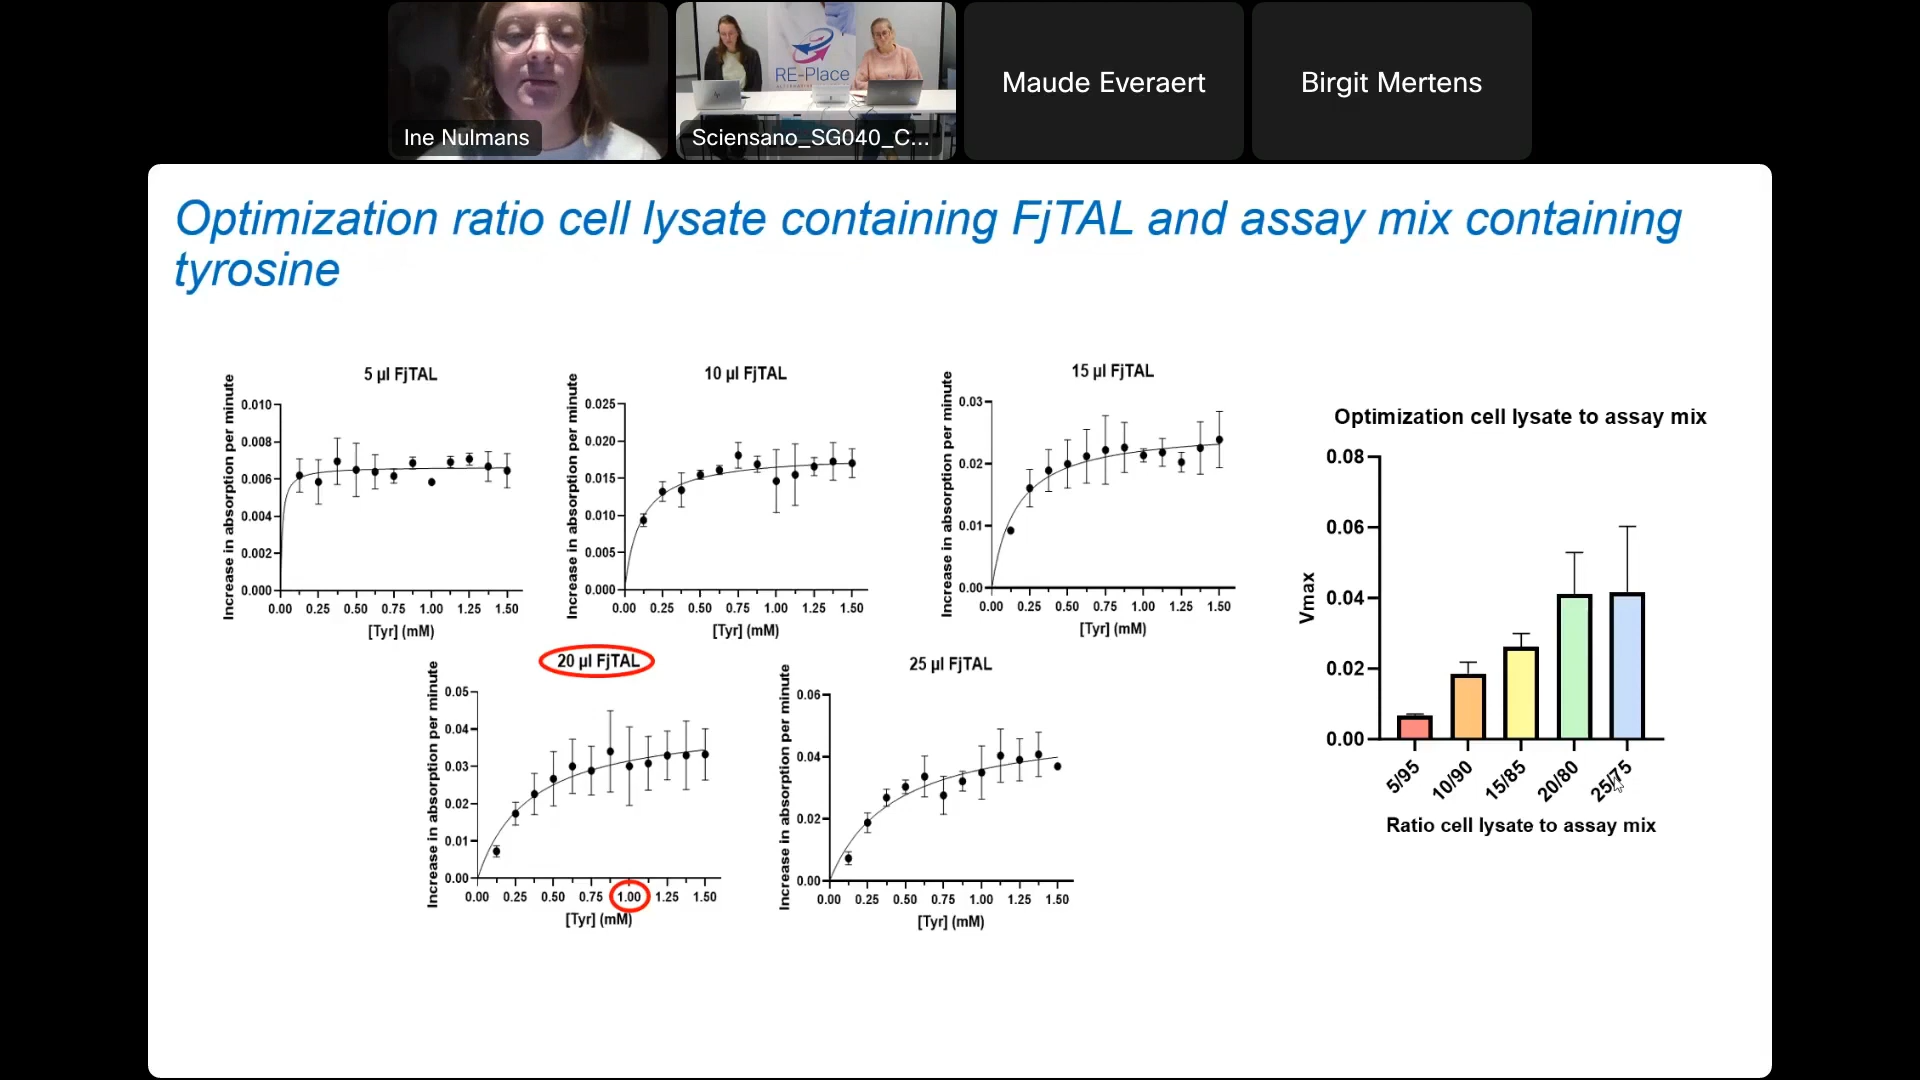 Ine Nulmans
RE-Place
Sciensano_SG040_C...
Maude Everaert
Birgit Mertens
Optimization ratio cell lysate containing FjTAL and assay mix containing
tyrosine
5 µl FjTAL
Increase in absorption per minute
0.010
0.008
0.006
0.004
0.002
0.000
0.00 0.25 0.50 0.75 1.00 1.25 1.50
[Tyr] (mM)
10 µl FjTAL
Increase in absorption per minute
0.025
0.020
0.015
0.010
0.005
0.000
0.00 0.25 0.50 0.75 1.00 1.25 1.50
[Tyr] (mM)
15 µl FjTAL
Increase in absorption per minute
0.03
0.02
0.01
0.00
0.00 0.25 0.50 0.75 1.00 1.25 1.50
[Tyr] (mM)
20 µl FjTAL
Increase in absorption per minute
0.05
0.04
0.03
0.02
0.01
0.00
0.00 0.25 0.50 0.75 1.00 1.25 1.50
[Tyr] (mM)
25 µl FjTAL
Increase in absorption per minute
0.06
0.04
0.02
0.00
0.00 0.25 0.50 0.75 1.00 1.25 1.50
[Tyr] (mM)
Optimization cell lysate to assay mix
Vmax
0.08
0.06
0.04
0.02
0.00
5/95 10/90 15/85 20/80 25/75
Ratio cell lysate to assay mix